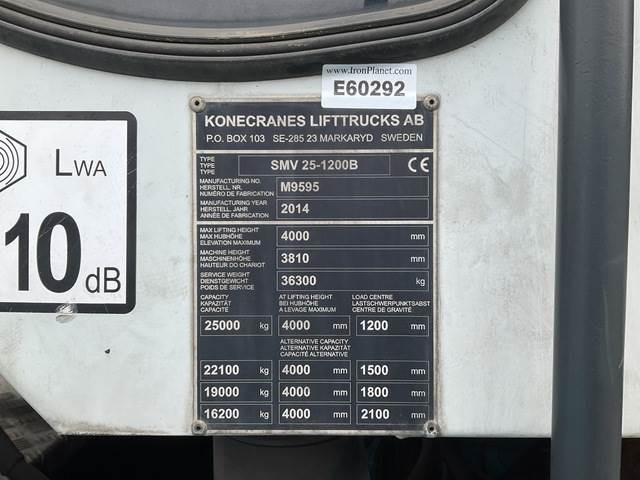 www.IronPlanet.com
E60292
KONECRANES LIFTTRUCKS AB
P.O. BOX 103 SE-285 23 MARKARYD SWEDEN
TYPE
TYPE
TYPE
SMV 25-1200B
CE
MANUFACTURING NO.
HERSTELL. NR.
NUMÉRO DE FABRICATION
M9595
MANUFACTURING YEAR
HERSTELL. JAHR
ANNÉE DE FABRICATION
2014
MAX LIFTING HEIGHT
MAX HUBHÖHE
ELEVATION MAXIMUM
4000 mm
MACHINE HEIGHT
MASCHINENHÖHE
HAUTEUR DO CHARIOT
3810 mm
SERVICE WEIGHT
DIENSTGEWICHT
POIDS DE SERVICE
36300 kg
CAPACITY
KAPAZITÄT
CAPACITÉ
AT LIFTING HEIGHT
BEI HUBHÖHE
A LEVAGE MAXIMUM
LOAD CENTRE
LASTSCHWERPUNKTSABST
CENTRE DE GRAVITÉ
25000 kg 4000 mm 1200 mm
ALTERNATIVE CAPACITY
ALTERNATIV KAPAZITÄT
CAPACITÉ ALTERNATIVE
22100 kg 4000 mm 1500 mm
19000 kg 4000 mm 1800 mm
16200 kg 4000 mm 2100 mm
LWA
10 dB